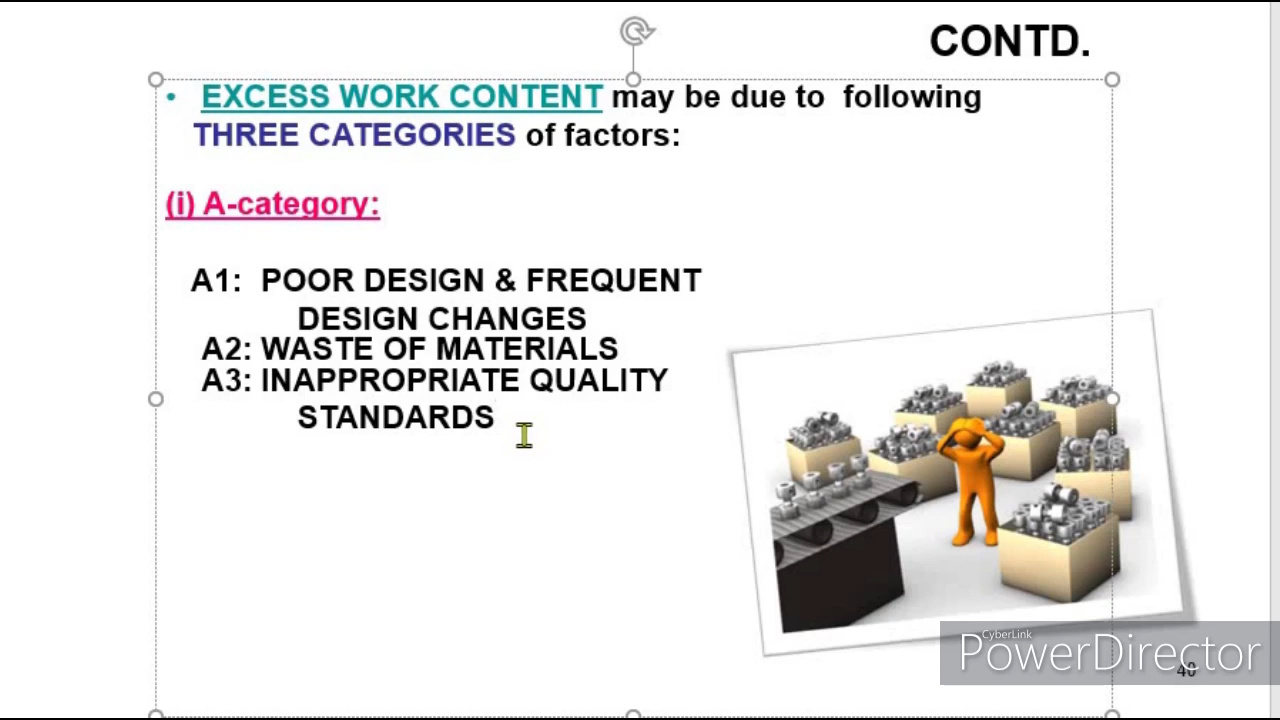 CONTD.
• EXCESS WORK CONTENT may be due to following
THREE CATEGORIES of factors:
(i) A-category:
A1: POOR DESIGN & FREQUENT
DESIGN CHANGES
A2: WASTE OF MATERIALS
A3: INAPPROPRIATE QUALITY
STANDARDS
CyberLink
PowerDirector
40